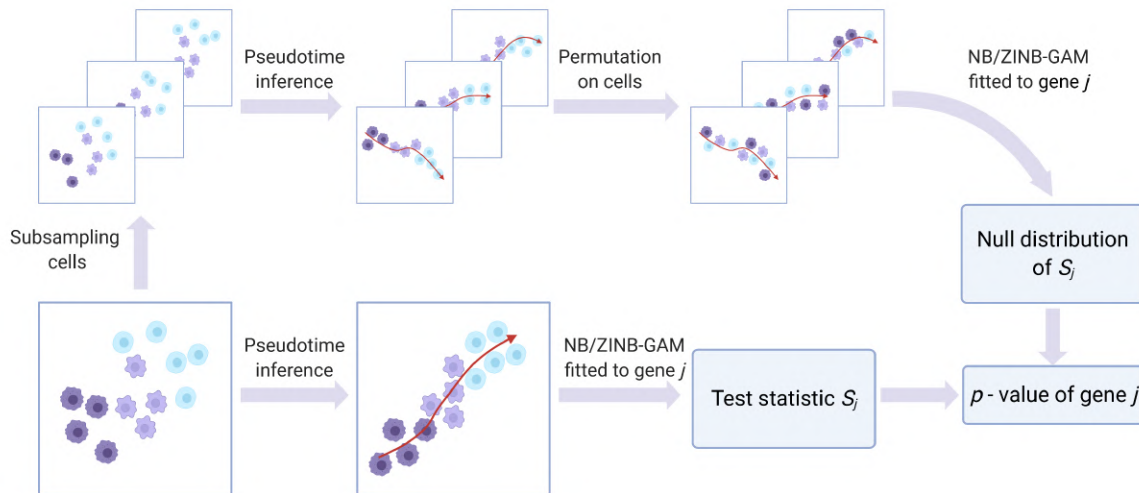 Pseudotime
inference
Permutation
on cells
NB/ZINB-GAM
fitted to gene j
Subsampling
cells
Null distribution
of Sj
Pseudotime
inference
NB/ZINB-GAM
fitted to gene j
Test statistic Sj
p - value of gene j